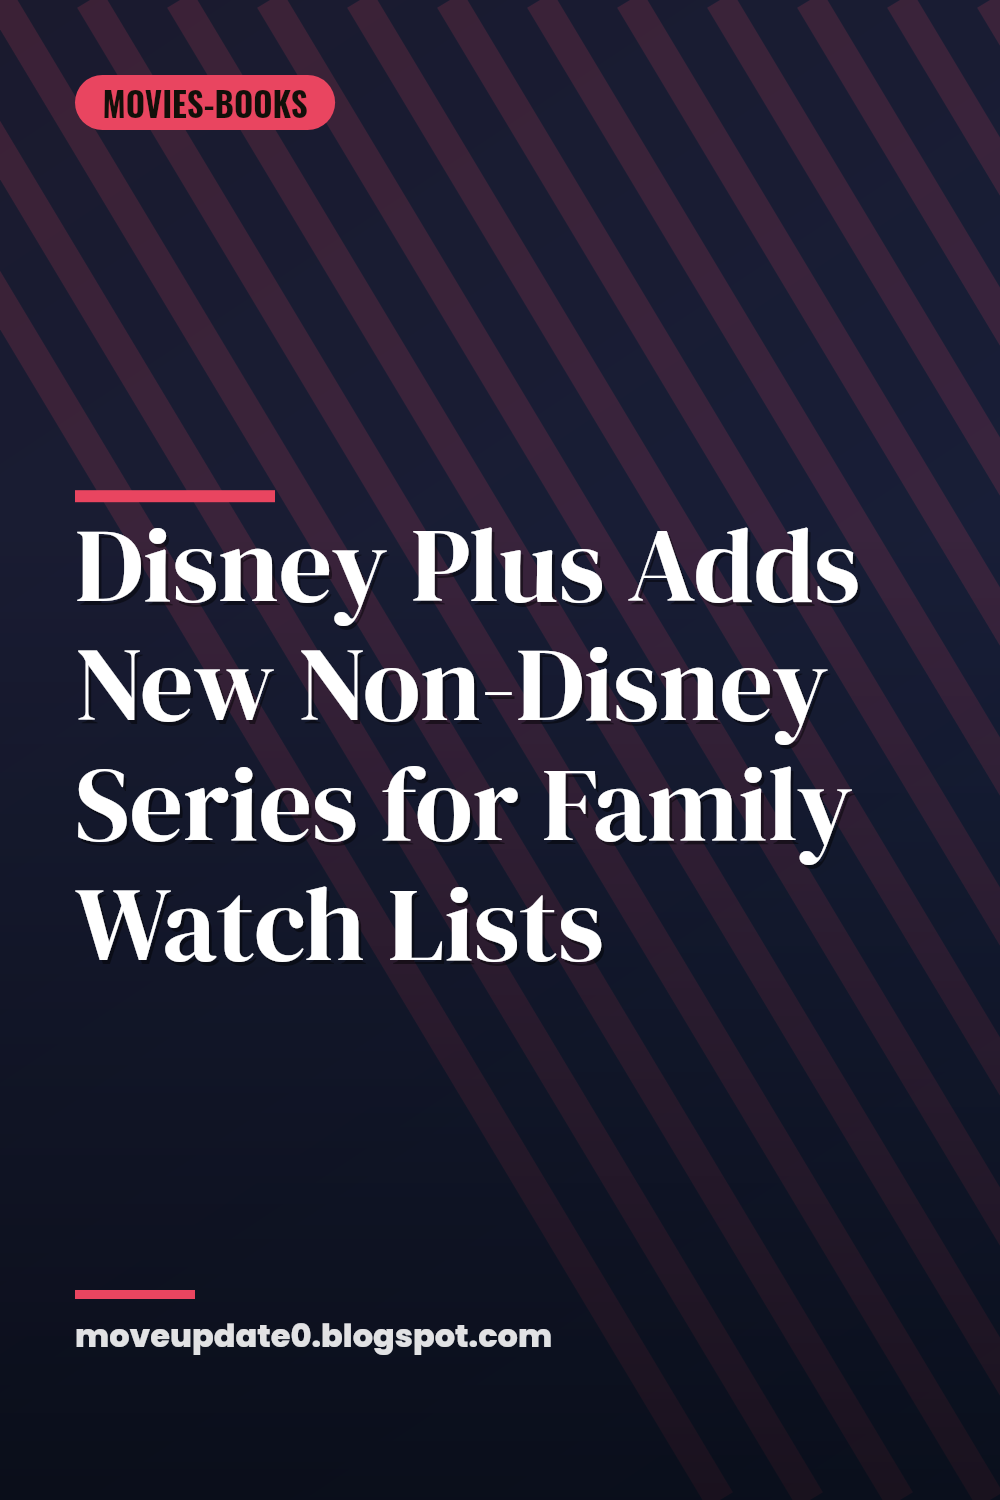 MOVIES-BOOKS
Disney Plus Adds
New Non-Disney
Series for Family
Watch Lists
moveupdate0.blogspot.com